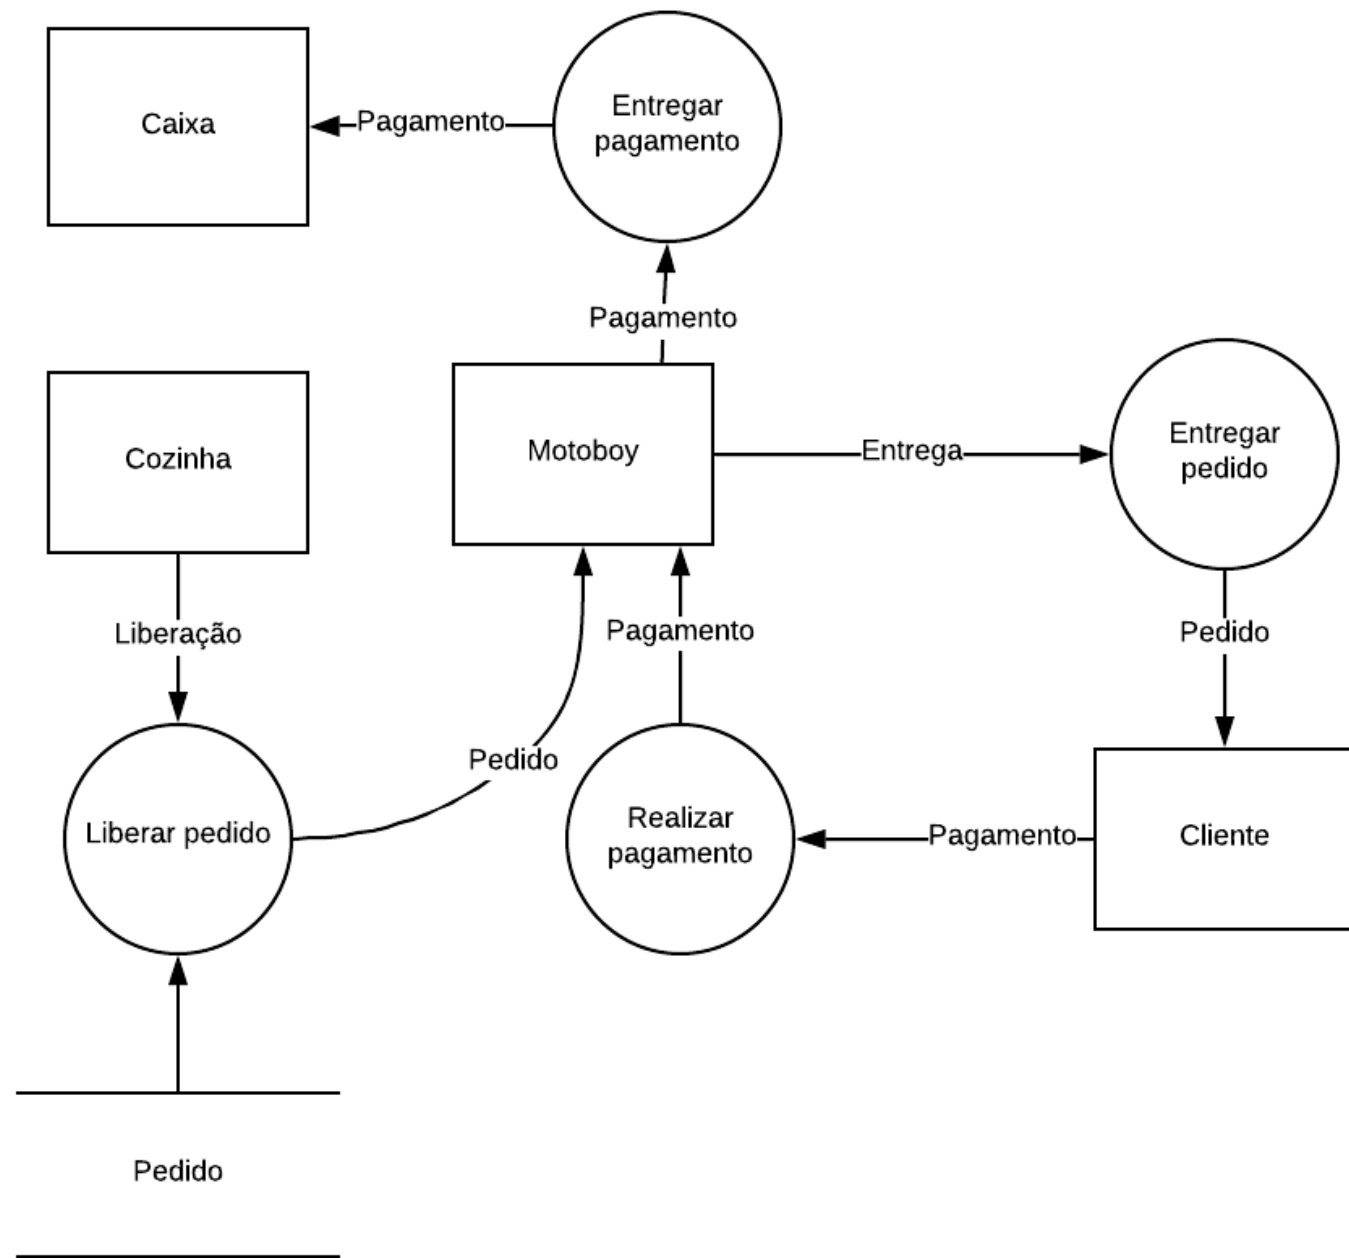 Caixa
Pagamento
Entregar
pagamento
Pagamento
Cozinha
Motoboy
Entrega
Entregar
pedido
Liberação
Pagamento
Pedido
Pedido
Liberar pedido
Realizar
pagamento
Pagamento
Cliente
Pedido